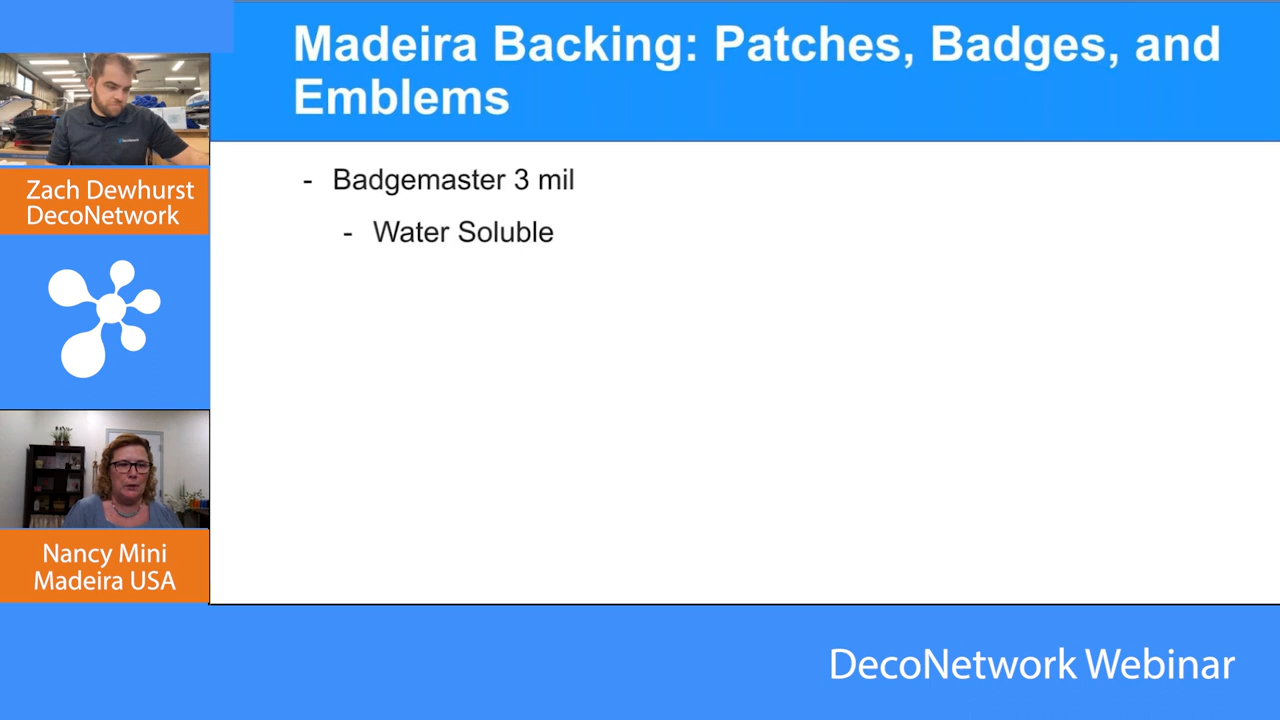 Madeira Backing: Patches, Badges, and
Emblems
- Badgemaster 3 mil
- Water Soluble
Zach Dewhurst
DecoNetwork
Nancy Mini
Madeira USA
DecoNetwork Webinar